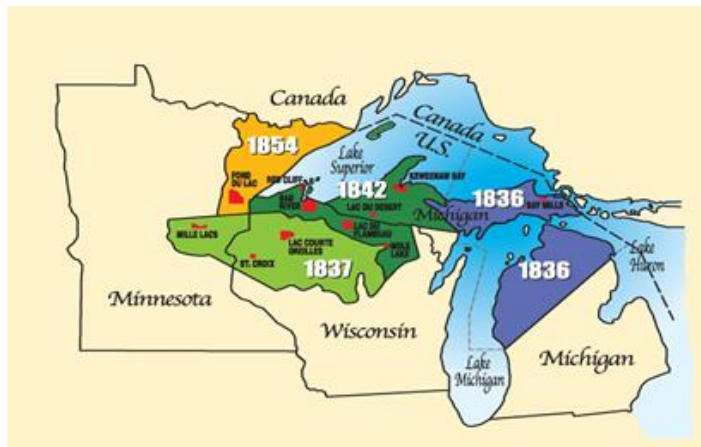 Canada
Canada
U.S.
1854
Lake
Superior
FOND
DU LAC
RED CLIFF
BAD
RIVER
1842
KEWEENAW BAY
LAC DU DESERT
Michigan
1836
BAY MILLS
MILLE LACS
LAC COURTE
OREILLES
LAC DU
FLAMBEAU
MOLE
LAKE
ST. CROIX
1837
1836
Lake
Huron
Minnesota
Wisconsin
Lake
Michigan
Michigan